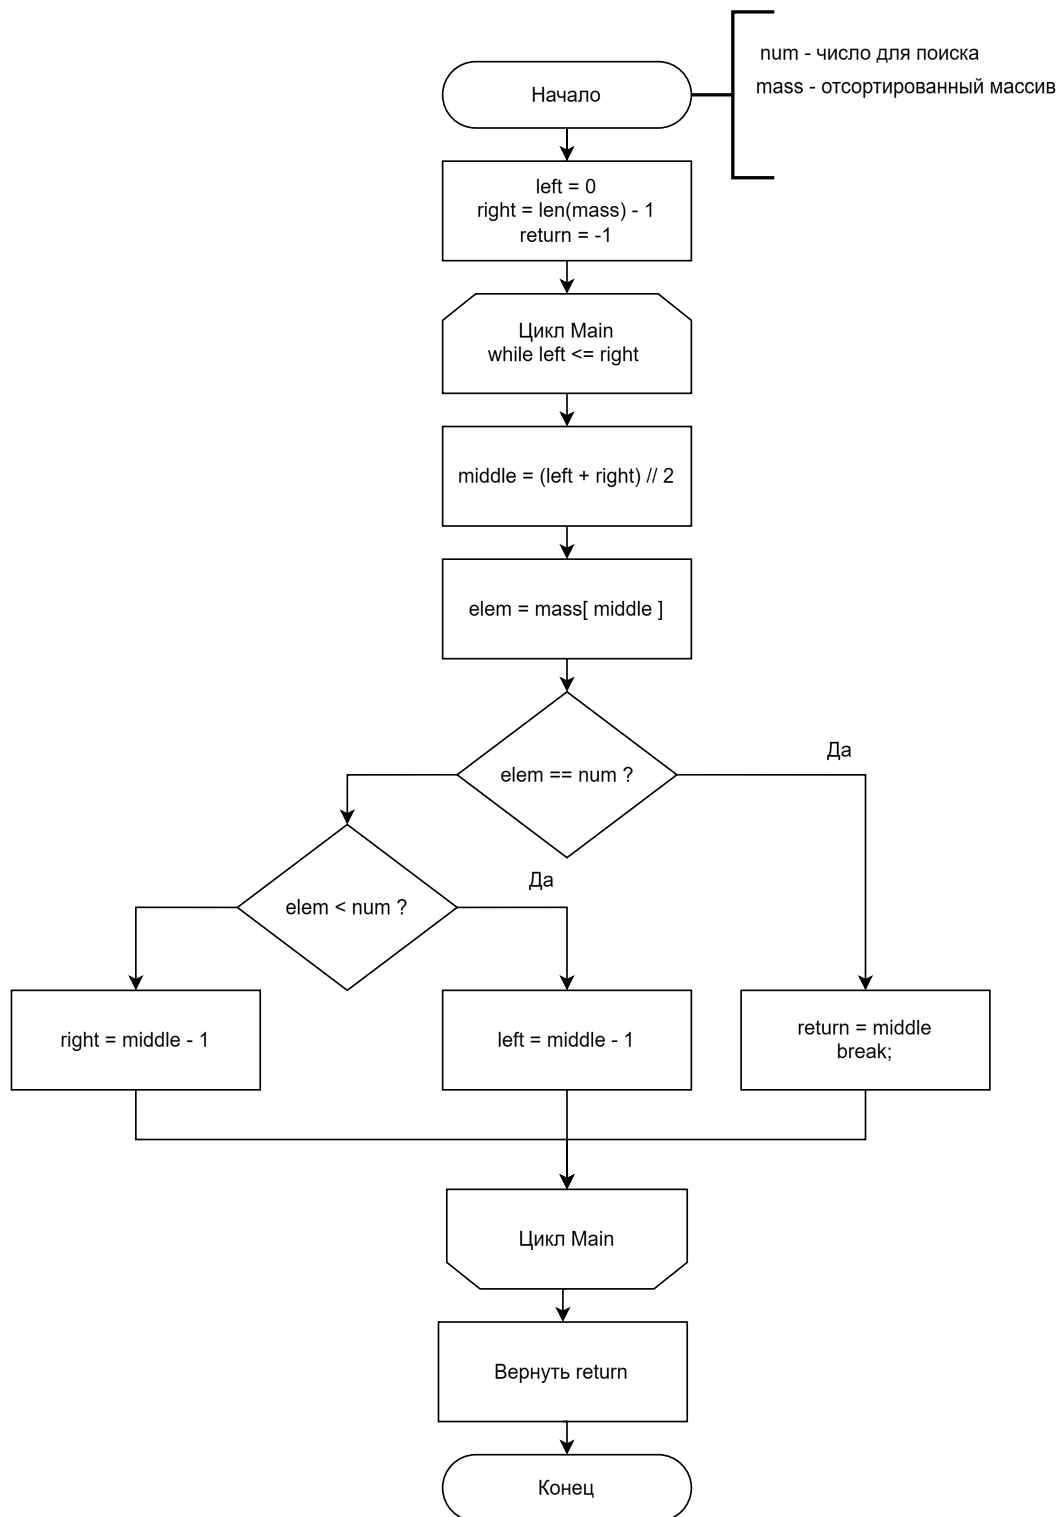 num - число для поиска
mass - отсортированный массив
Начало
left = 0
right = len(mass) - 1
return = -1
Цикл Main
while left <= right
middle = (left + right) // 2
elem = mass[ middle ]
elem == num ?
Да
elem < num ?
Да
right = middle - 1
left = middle - 1
return = middle
break;
Цикл Main
Вернуть return
Конец